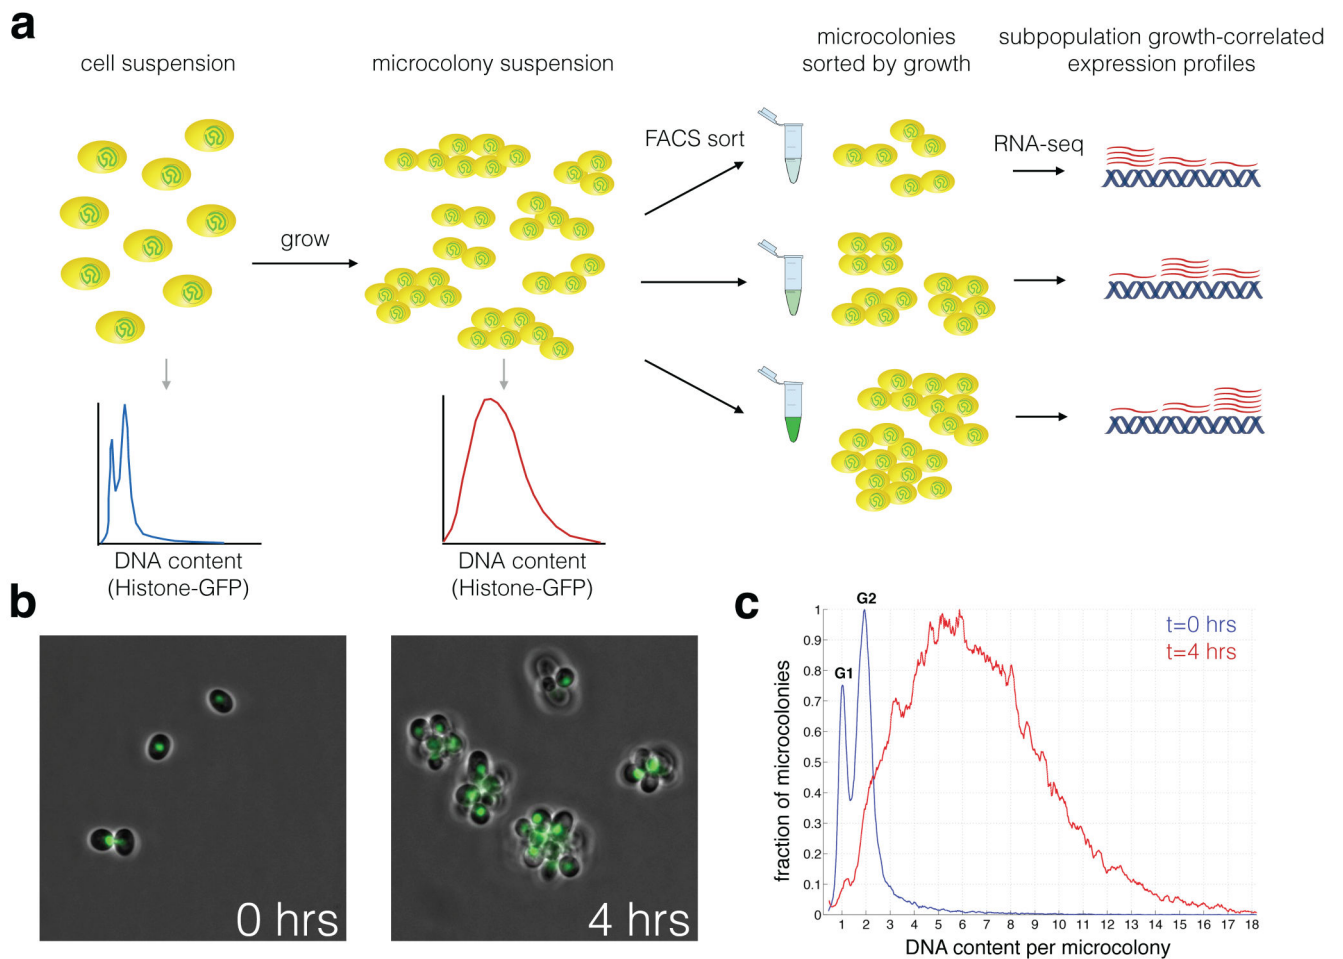 a
cell suspension
microcolony suspension
microcolonies
sorted by growth
subpopulation growth-correlated
expression profiles
grow
FACS sort
RNA-seq
DNA content
(Histone-GFP)
DNA content
(Histone-GFP)
b
0 hrs
4 hrs
c
G2
G1
t=0 hrs
t=4 hrs
fraction of microcolonies
1
0.9
0.8
0.7
0.6
0.5
0.4
0.3
0.2
0.1
0
1 2 3 4 5 6 7 8 9 10 11 12 13 14 15 16 17 18
DNA content per microcolony